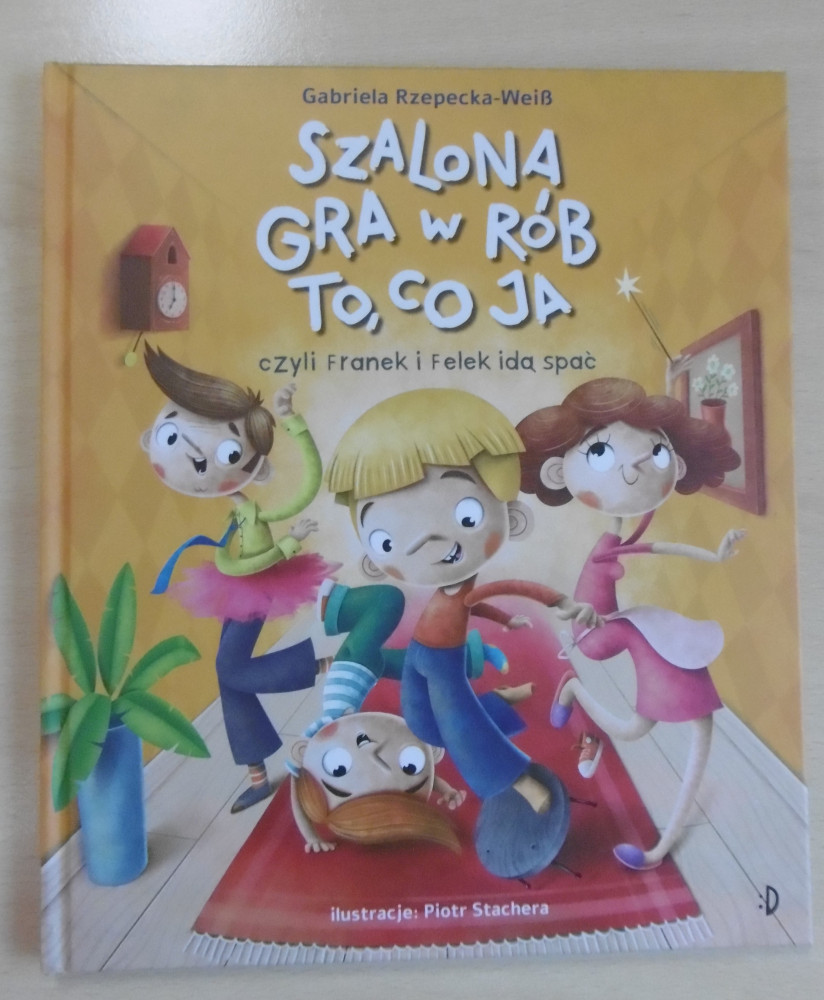 Gabriela Rzepecka-Weiß
SZALONA
GRA W RÓB
TO, CO JA
czyli Franek i Felek idą spać
ilustracje: Piotr Stachera
:D